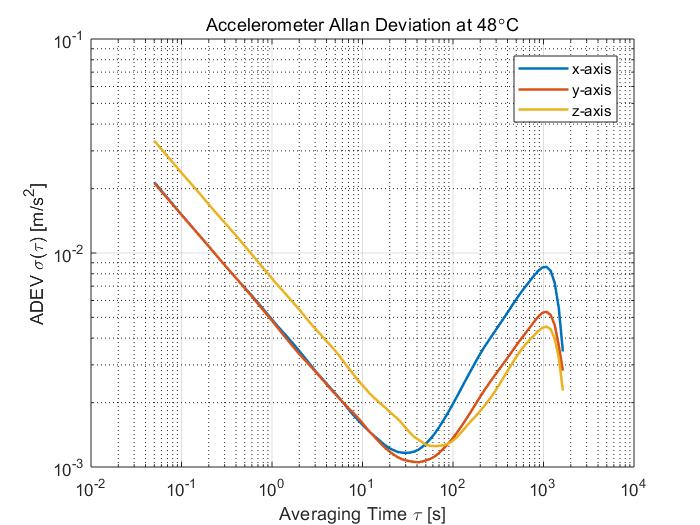 Accelerometer Allan Deviation at 48°C
10⁻¹
x-axis
y-axis
z-axis
ADEV σ(τ) [m/s²]
10⁻²
10⁻³
10⁻² 10⁻¹ 10⁰ 10¹ 10² 10³ 10⁴
Averaging Time τ [s]